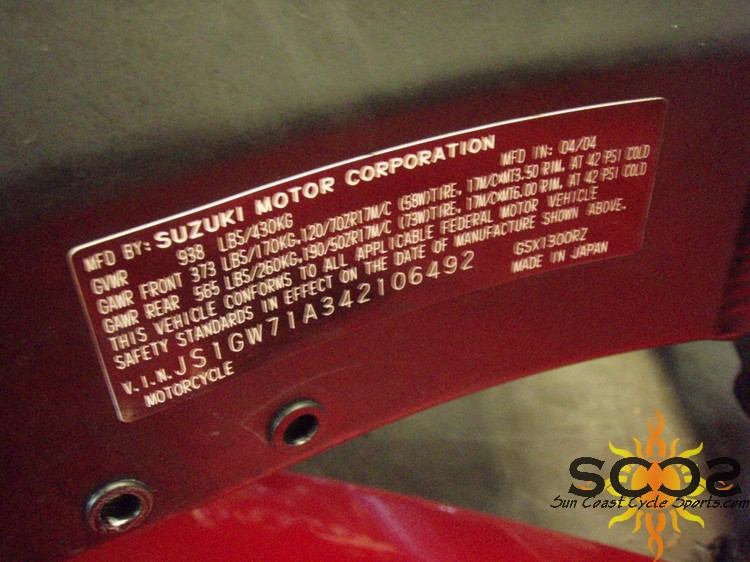 MFD BY: SUZUKI MOTOR CORPORATION MFD IN: 04/04
GVWR 938 LBS/430KG
GAWR FRONT 373 LBS/170KG.120/70ZR17M/C (58W)TIRE, 17M/C×MT3.50 RIM, AT 42 PSI COLD
GAWR REAR 565 LBS/260KG.190/50ZR17M/C (73W)TIRE, 17M/C×MT6.00 RIM, AT 42 PSI COLD
THIS VEHICLE CONFORMS TO ALL APPLICABLE FEDERAL MOTOR VEHICLE
SAFETY STANDARDS IN EFFECT ON THE DATE OF MANUFACTURE SHOWN ABOVE.
V.I.N. JS1GW71A342106492 GSX1300RZ
MOTORCYCLE MADE IN JAPAN
Sun Coast Cycle Sports.com